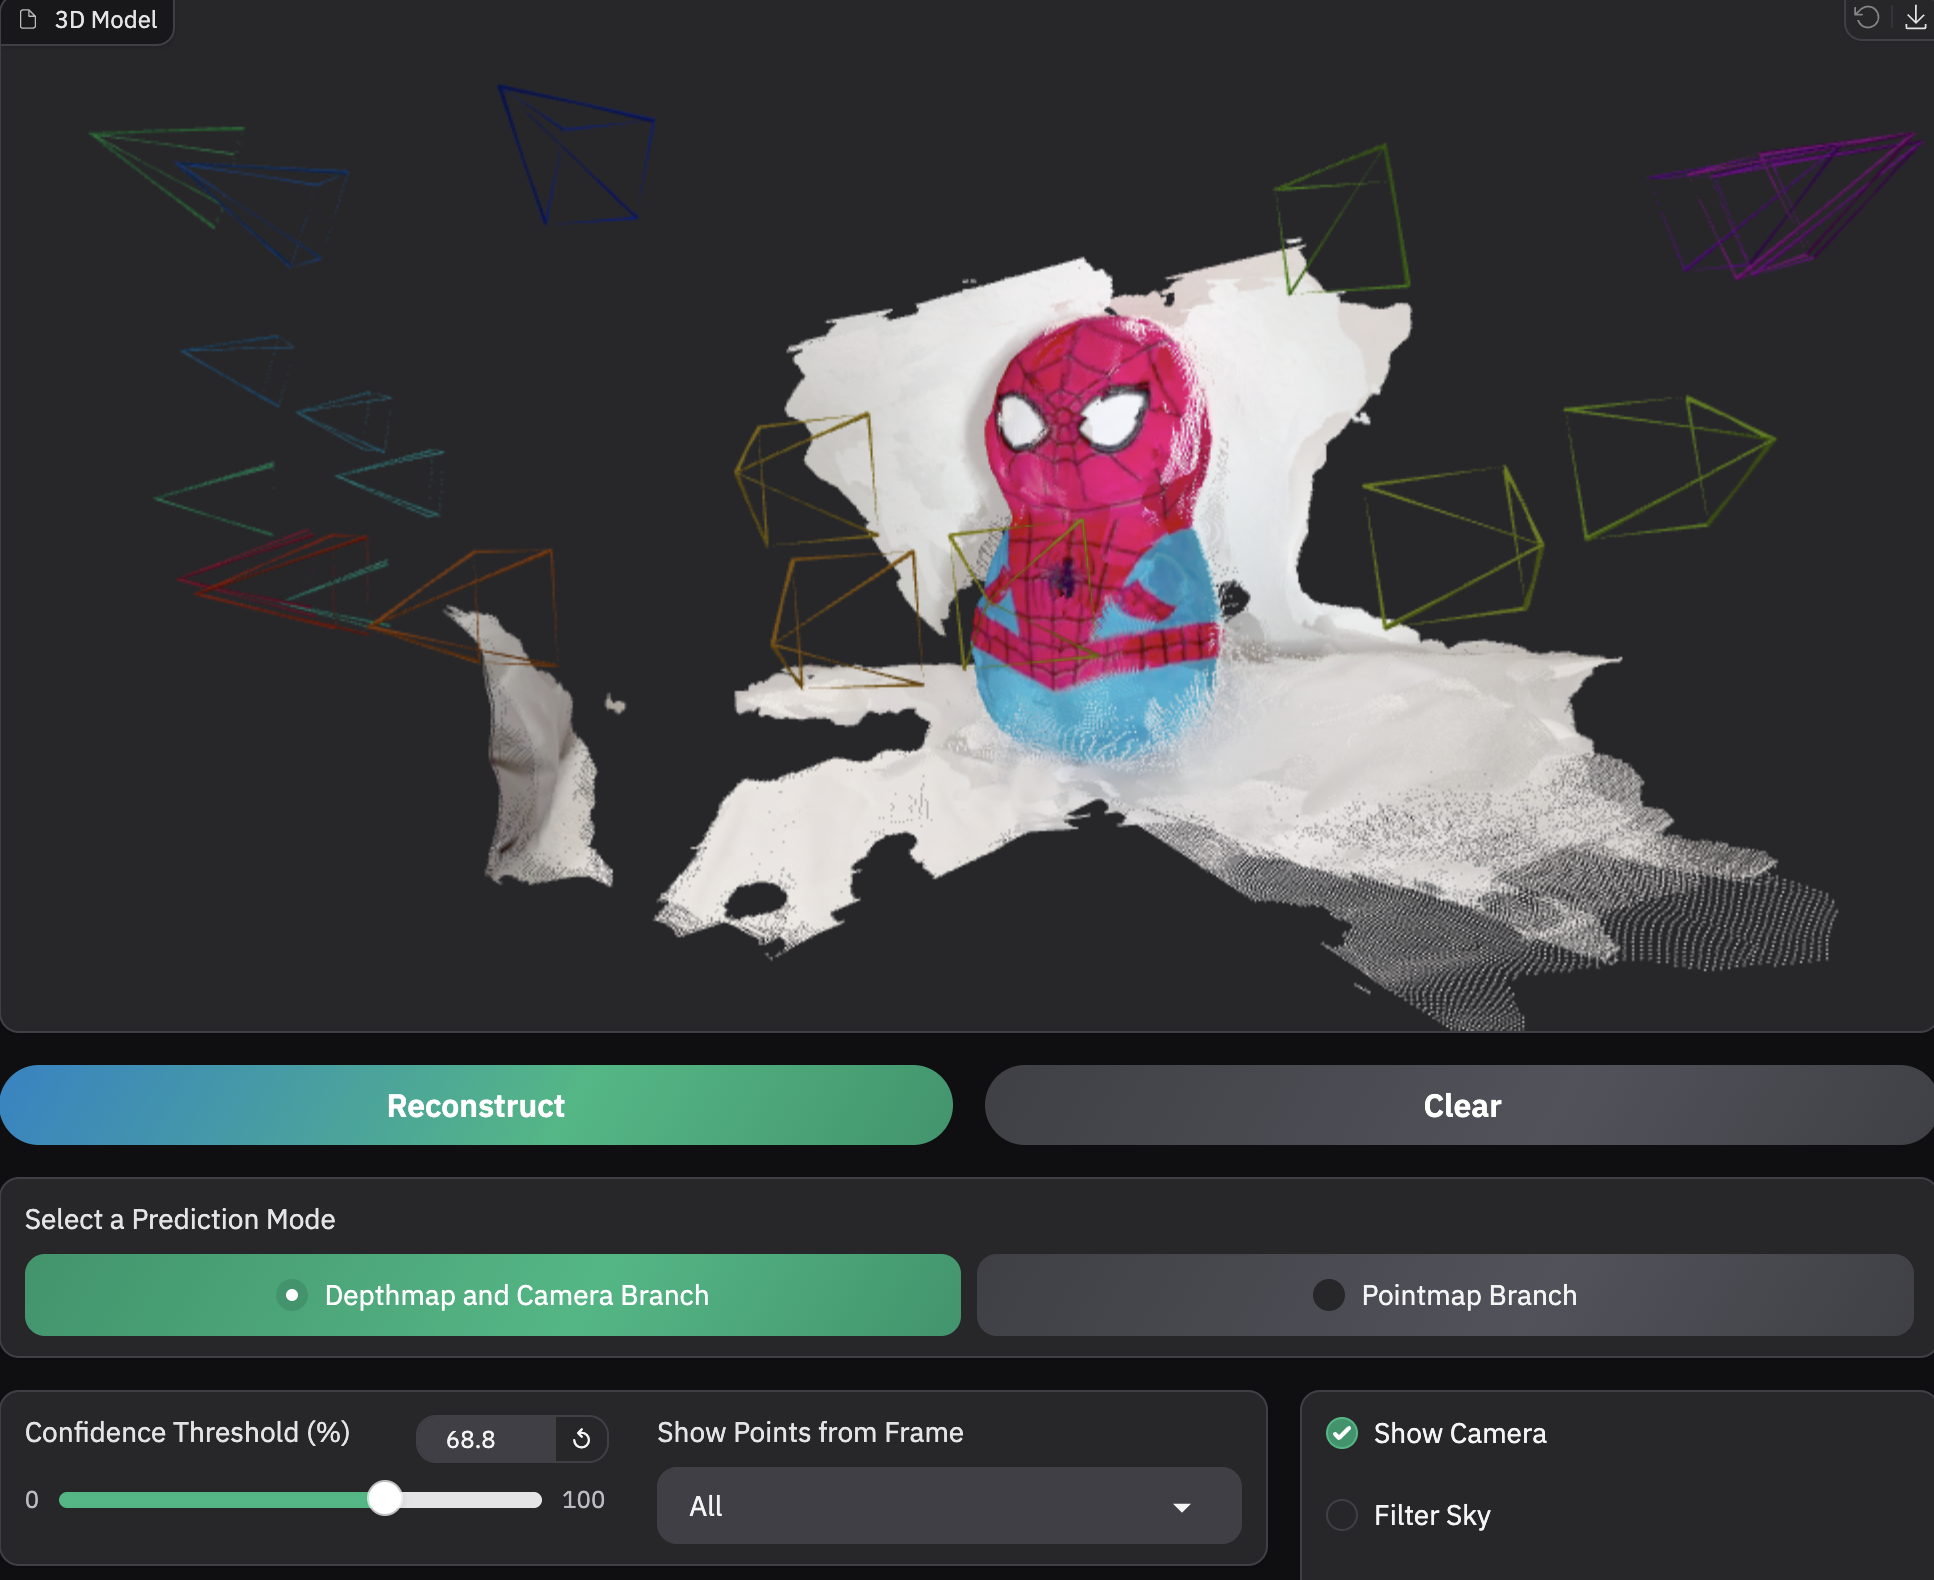 3D Model
Reconstruct
Clear
Select a Prediction Mode
Depthmap and Camera Branch
Pointmap Branch
Confidence Threshold (%)
68.8
0
100
Show Points from Frame
All
Show Camera
Filter Sky